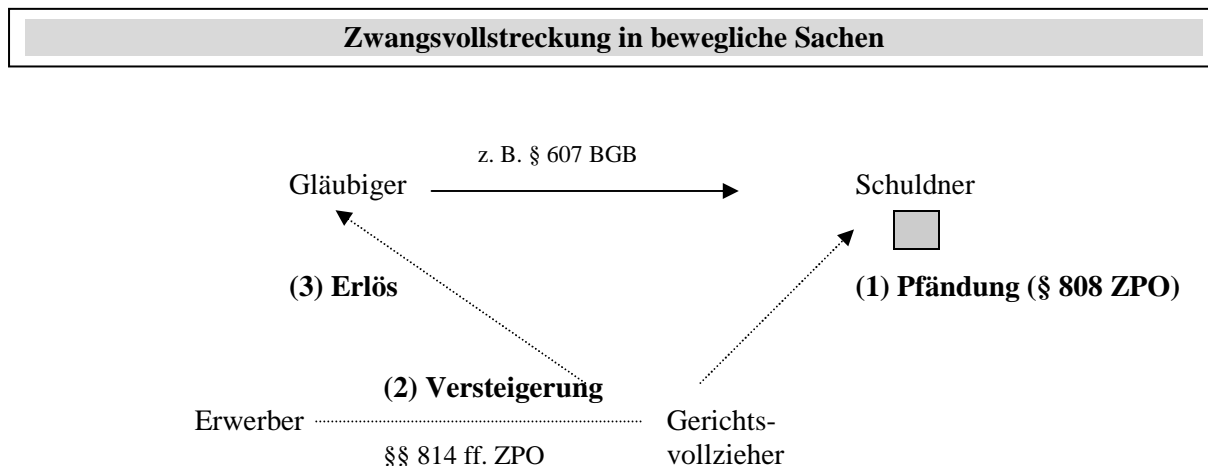 Zwangsvollstreckung in bewegliche Sachen
z. B. § 607 BGB
Gläubiger
Schuldner
(3) Erlös
(1) Pfändung (§ 808 ZPO)
(2) Versteigerung
Erwerber
Gerichts-
vollzieher
§§ 814 ff. ZPO